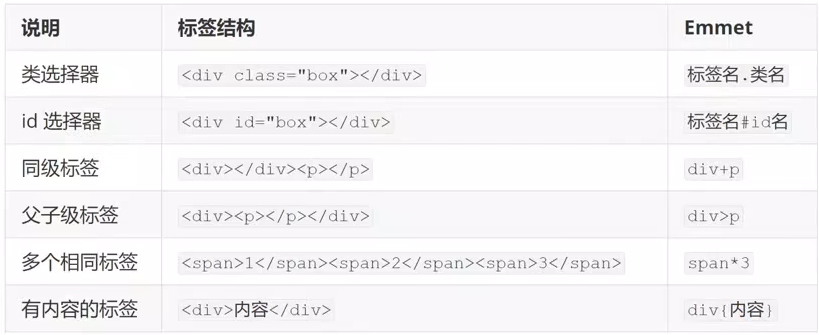 说明 标签结构 Emmet
类选择器 <div class="box"></div> 标签名.类名
id 选择器 <div id="box"></div> 标签名#id名
同级标签 <div></div><p></p> div+p
父子级标签 <div><p></p></div> div>p
多个相同标签 <span>1</span><span>2</span><span>3</span> span*3
有内容的标签 <div>内容</div> div{内容}